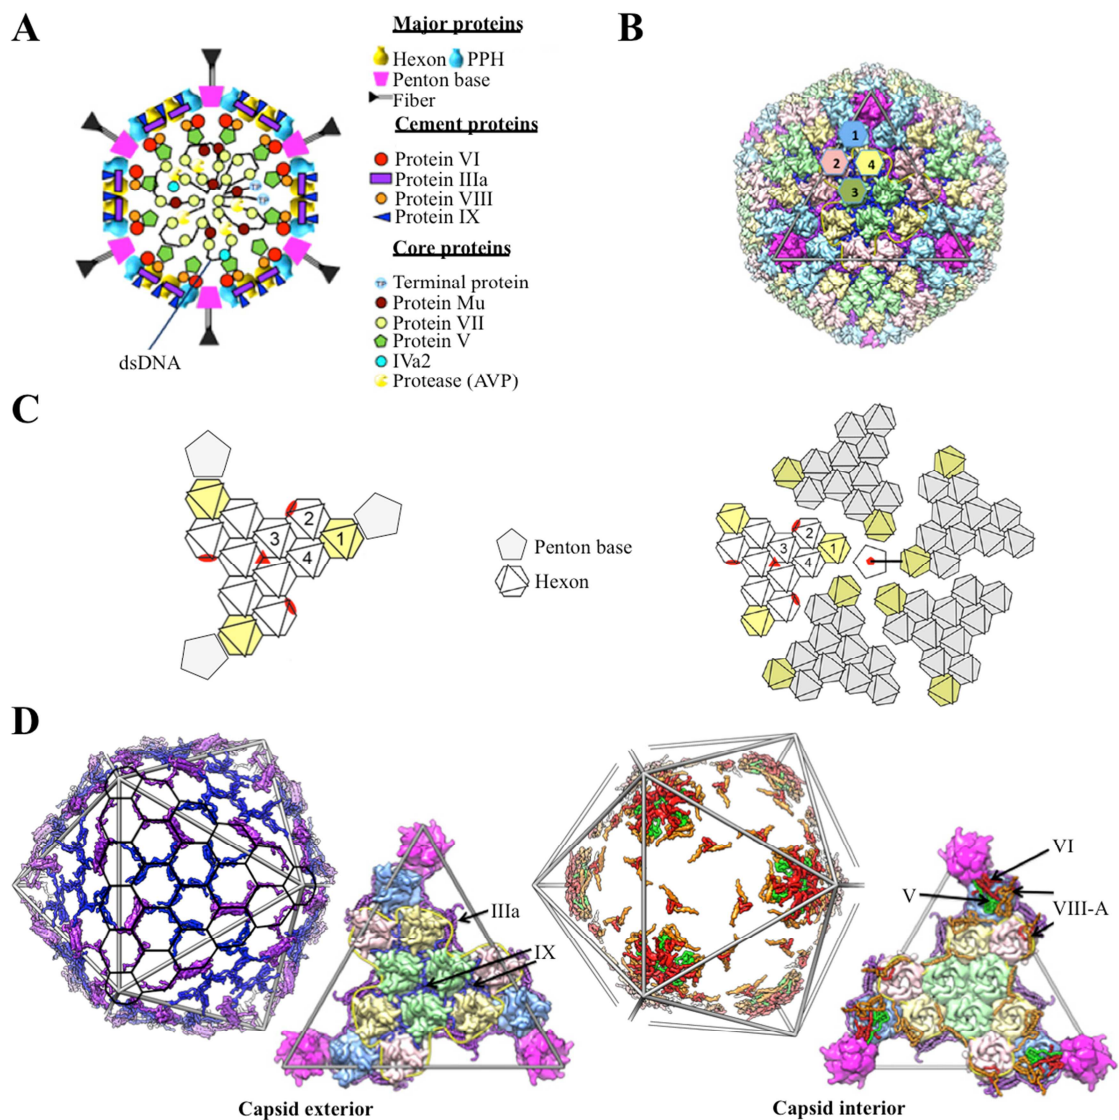 A
Major proteins
Hexon PPH
Penton base
Fiber
Cement proteins
Protein VI
Protein IIIa
Protein VIII
Protein IX
Core proteins
TP Terminal protein
Protein Mu
Protein VII
Protein V
IVa2
Protease (AVP)
TP
TP
dsDNA
B
1
2
4
3
C
2
3
1
4
Penton base
Hexon
2
3
1
4
D
IIIa
IX
Capsid exterior
VI
V
VIII-A
Capsid interior